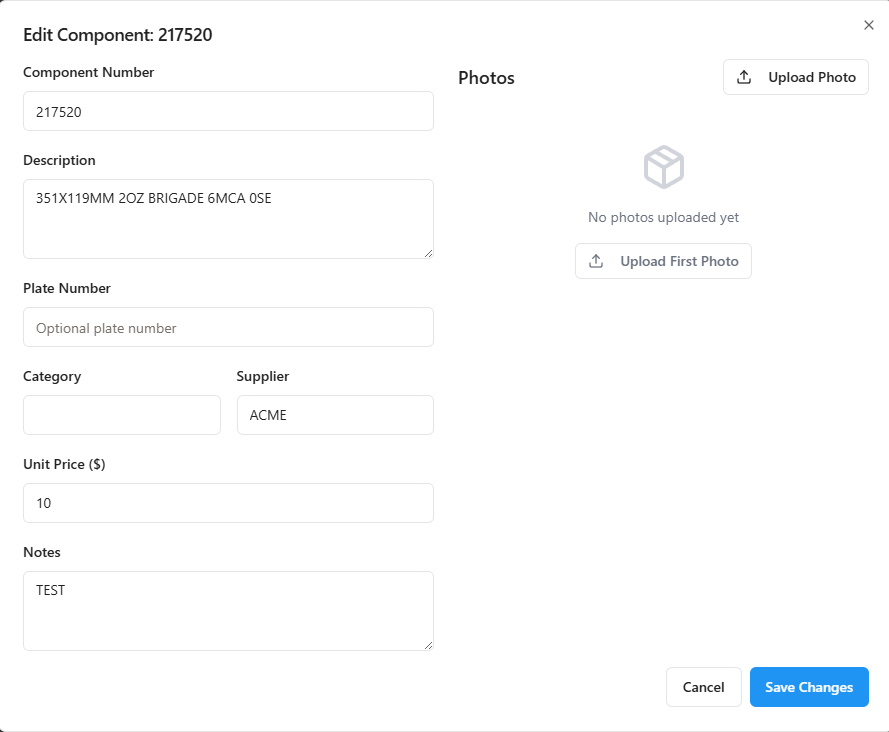 Edit Component: 217520
Component Number
217520
Description
351X119MM 2OZ BRIGADE 6MCA 0SE
Plate Number
Optional plate number
Category
Supplier
ACME
Unit Price ($)
10
Notes
TEST
Photos
Upload Photo
No photos uploaded yet
Upload First Photo
Cancel
Save Changes